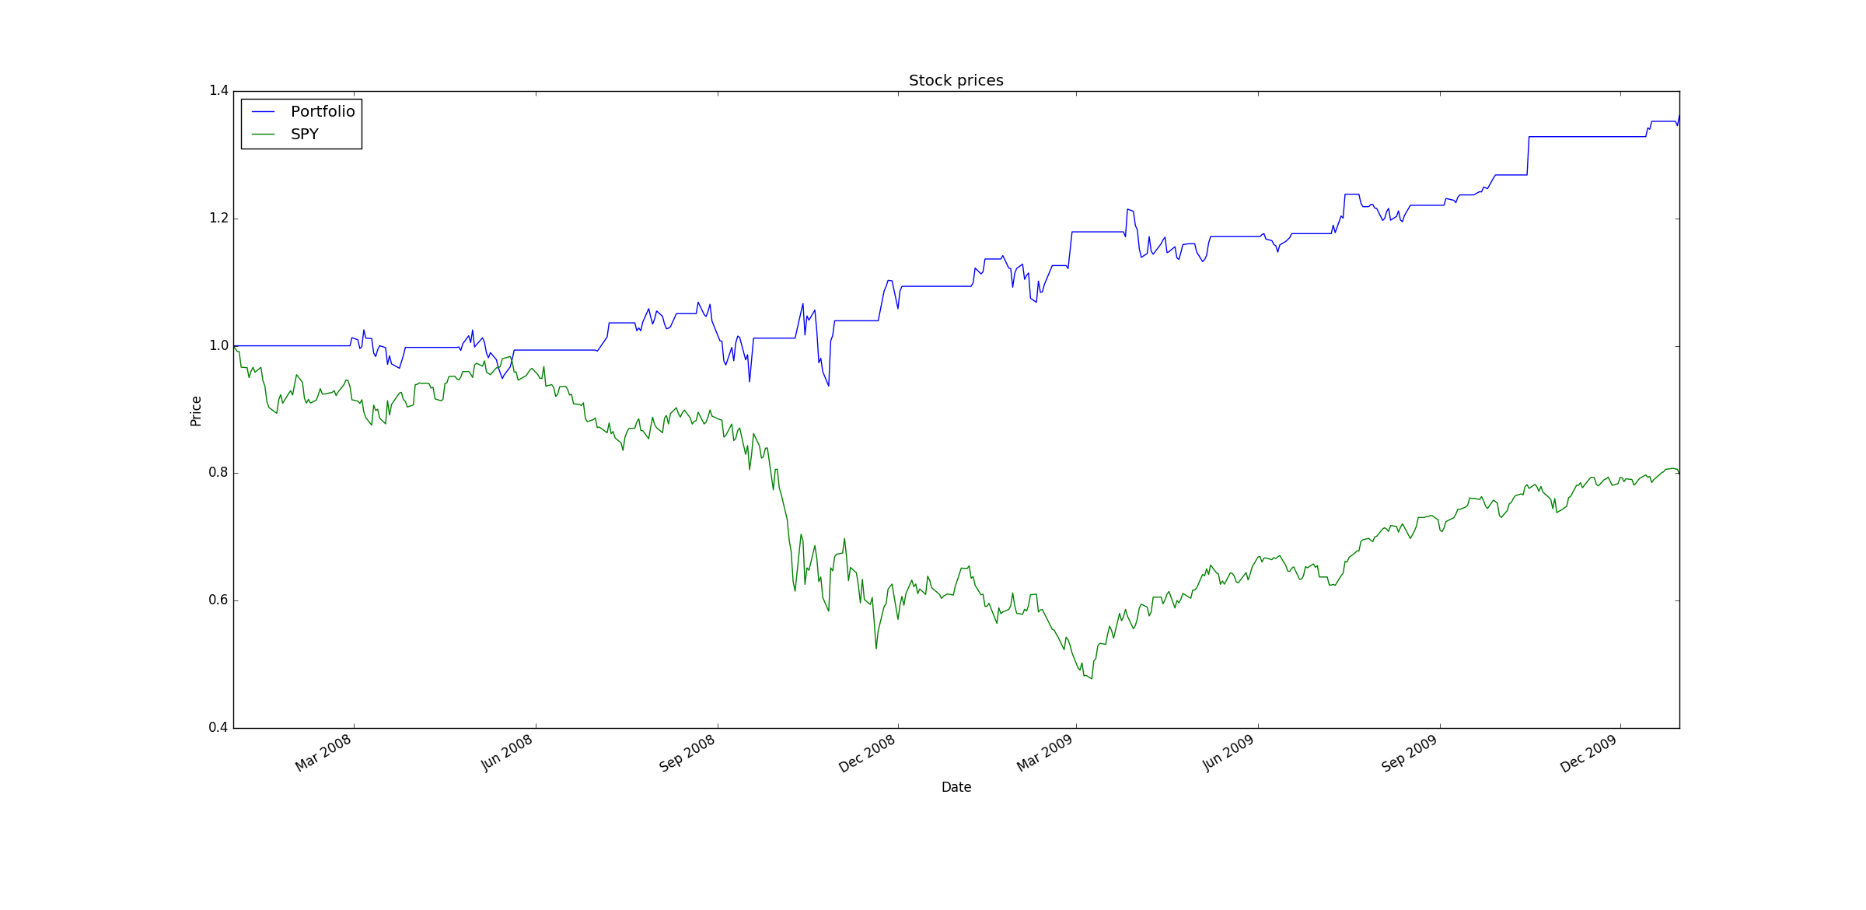 Stock prices
1.4
Portfolio
SPY
1.2
1.0
0.8
0.6
0.4
Price
Mar 2008
Jun 2008
Sep 2008
Dec 2008
Mar 2009
Jun 2009
Sep 2009
Dec 2009
Date